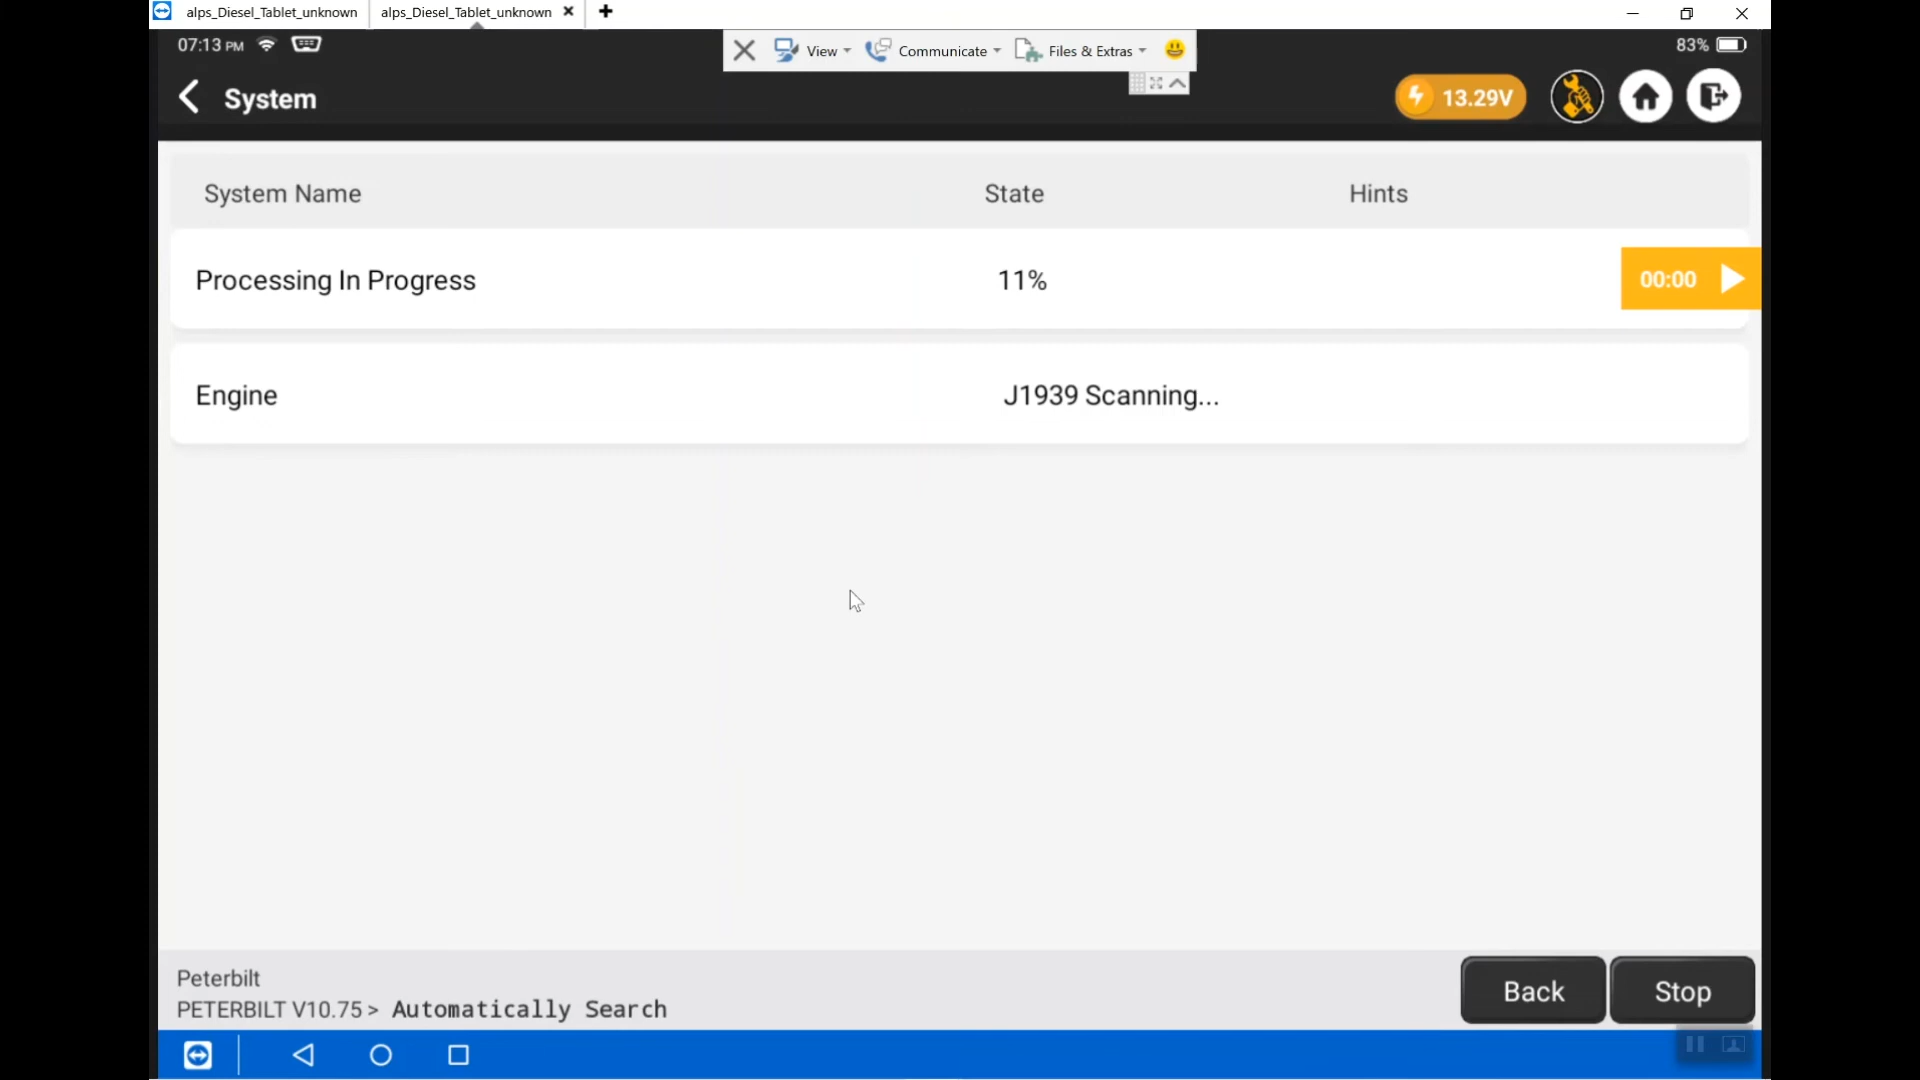 alps_Diesel_Tablet_unknown alps_Diesel_Tablet_unknown
07:13 PM View Communicate Files & Extras 83%
System 13.29V
System Name State Hints
Processing In Progress 11% 00:00
Engine J1939 Scanning...
Peterbilt
PETERBILT V10.75 > Automatically Search
Back Stop